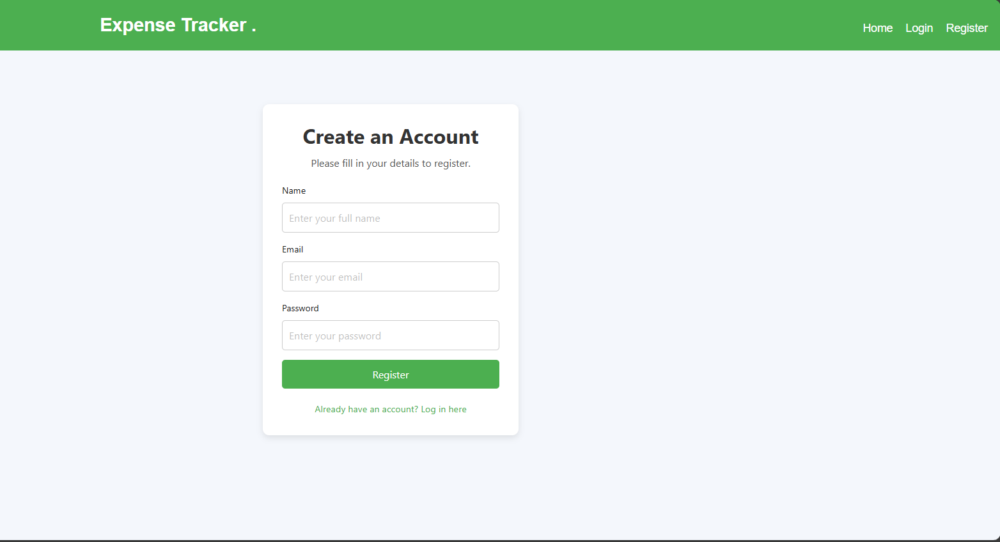 Expense Tracker .
Home Login Register
Create an Account
Please fill in your details to register.
Name
Enter your full name
Email
Enter your email
Password
Enter your password
Register
Already have an account? Log in here